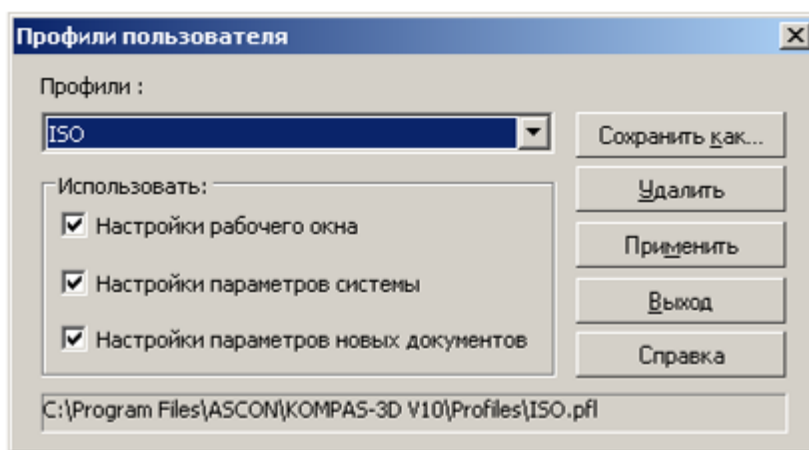 Профили пользователя
Профили :
ISO
Сохранить как...
Использовать:
Удалить
Настройки рабочего окна
Применить
Настройки параметров системы
Выход
Настройки параметров новых документов
Справка
C:\Program Files\ASCON\KOMPAS-3D V10\Profiles\ISO.pfl